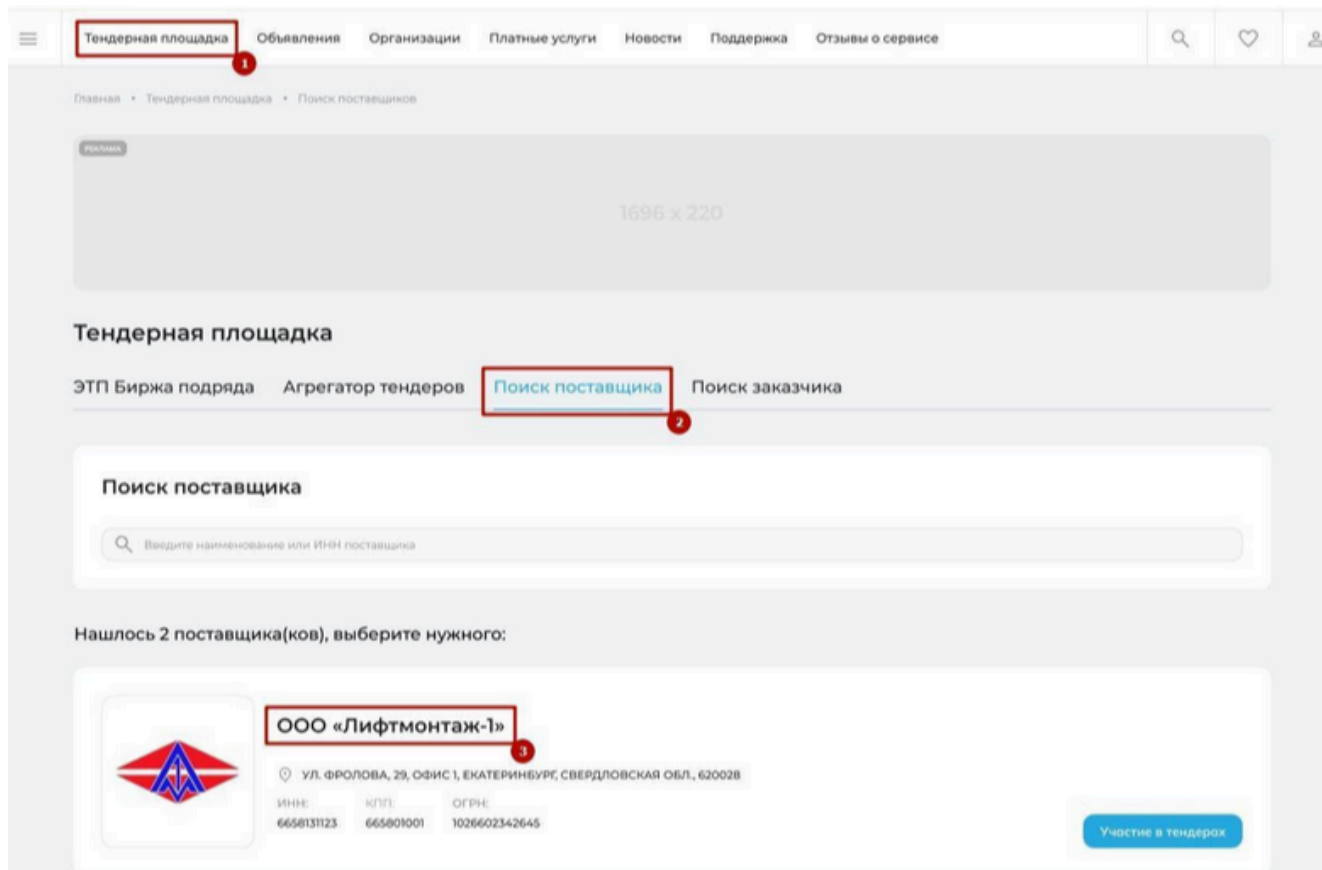 Тендерная площадка Объявления Организации Платные услуги Новости Поддержка Отзывы о сервисе
1
Главная • Тендерная площадка • Поиск поставщиков
РЕКЛАМА
1696 x 220
Тендерная площадка
ЭТП Биржа подряда Агрегатор тендеров Поиск поставщика Поиск заказчика
2
Поиск поставщика
Введите наименование или ИНН поставщика
Нашлось 2 поставщика(ков), выберите нужного:
ООО «Лифтмонтаж-1»
3
УЛ. ФРОЛОВА, 29, ОФИС 1, ЕКАТЕРИНБУРГ, СВЕРДЛОВСКАЯ ОБЛ., 620028
ИНН: КПП: ОГРН:
6658131123 665801001 1026602342645
Участие в тендерах